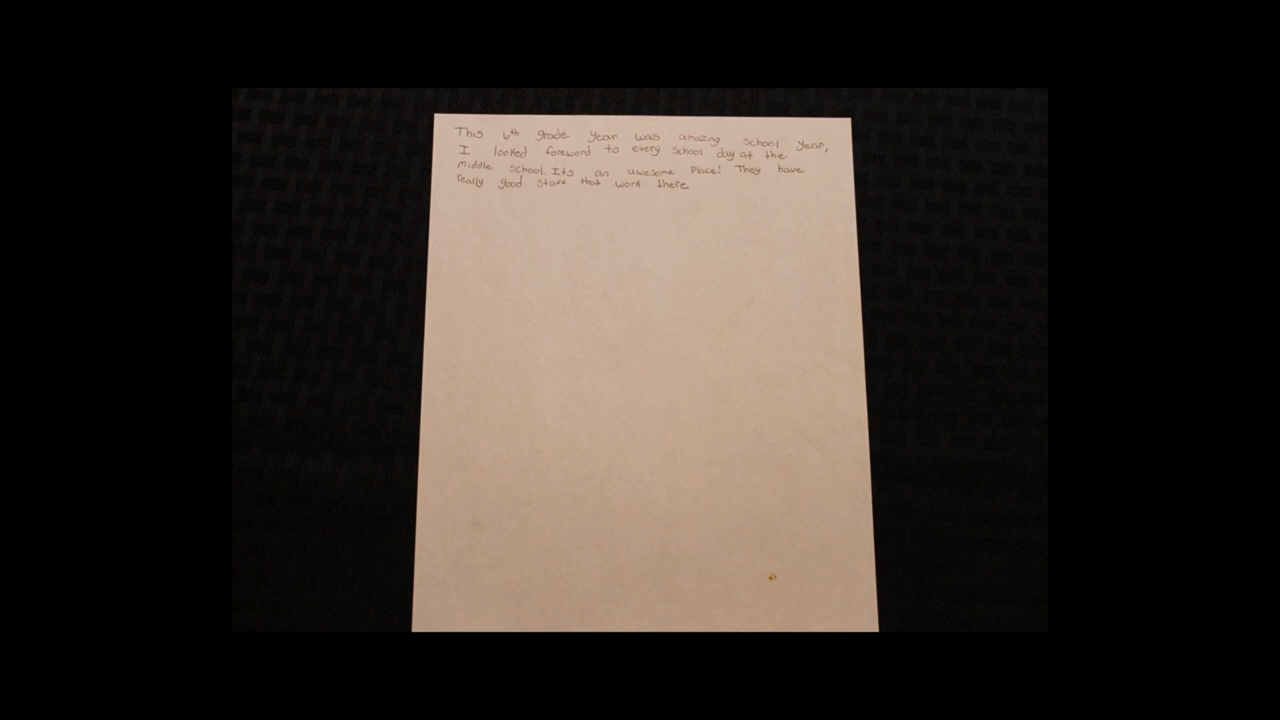 This 6th grade year was amazing school year,
I looked foreword to every school day at the
middle school. Its an awesome place! They have
really good staff that work there.